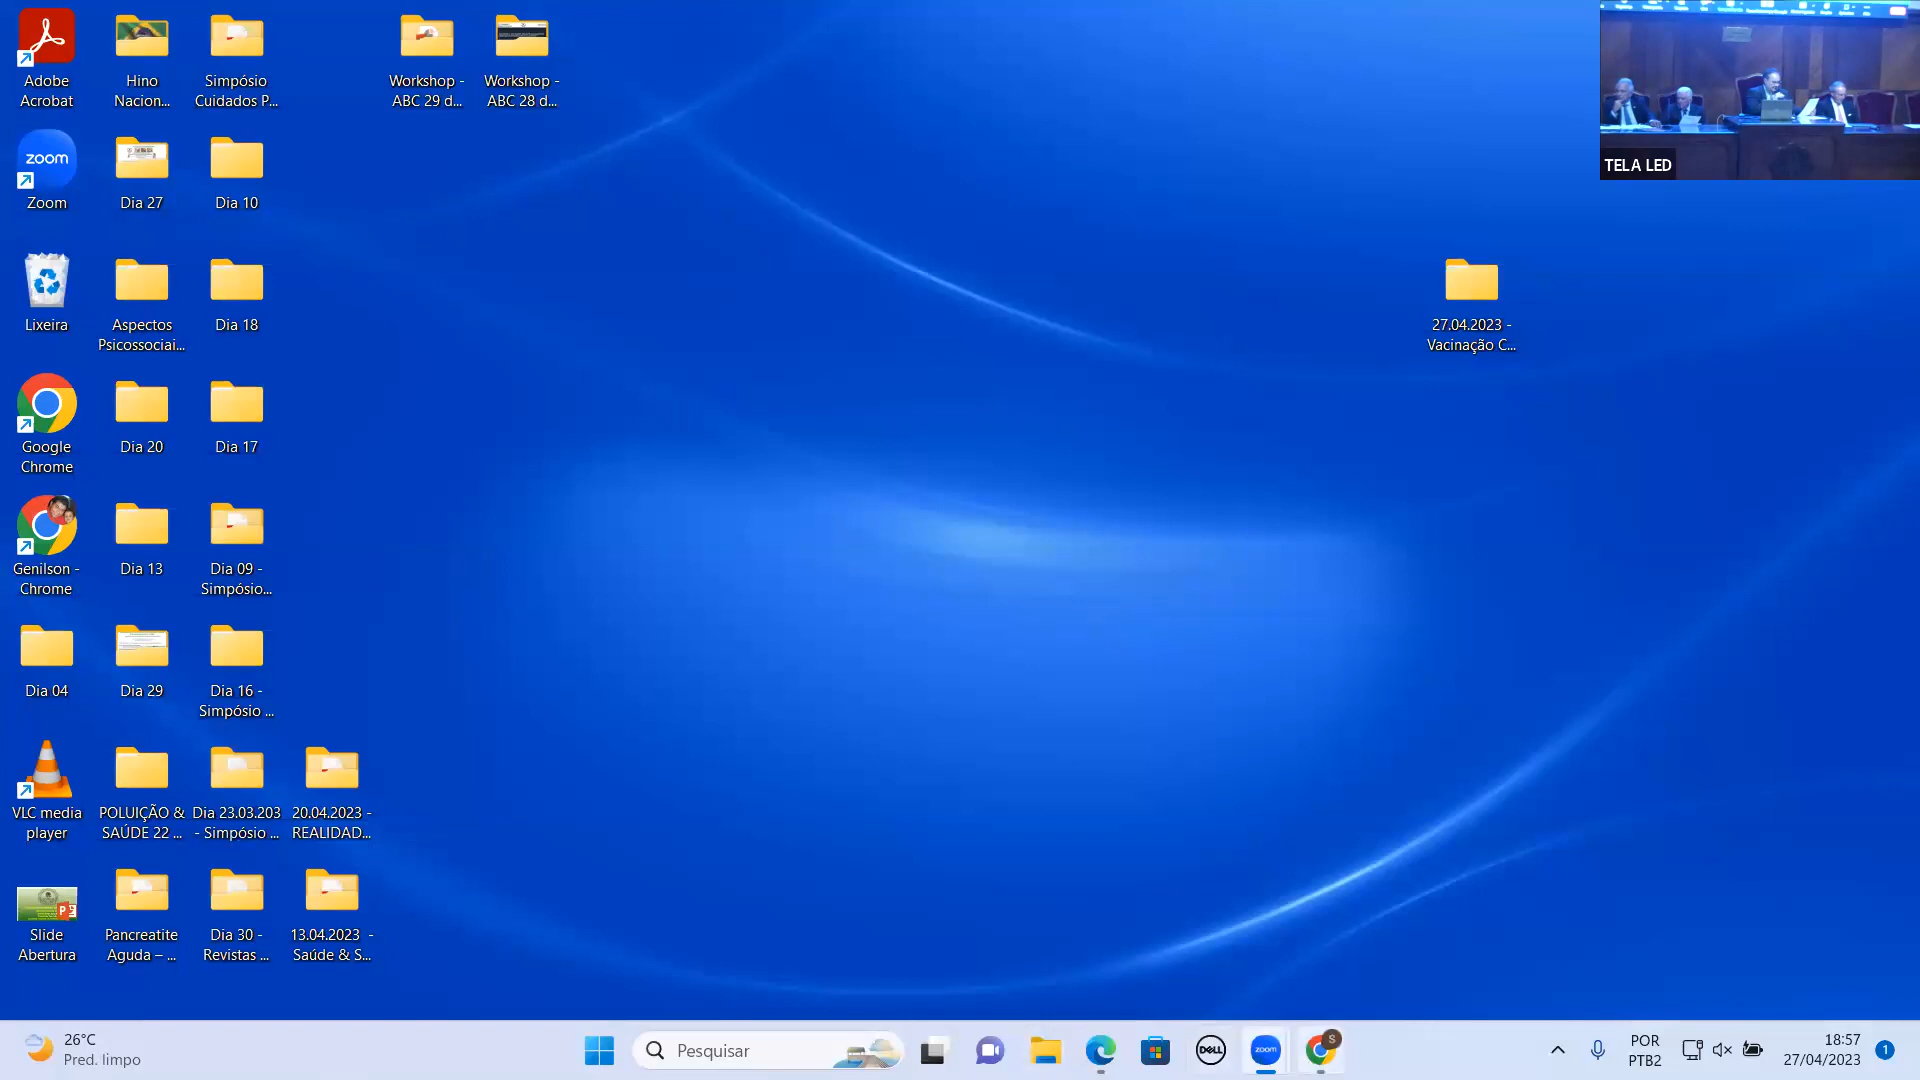 Adobe
Acrobat
Hino
Nacion...
Simpósio
Cuidados P...
Workshop -
ABC 29 d...
Workshop -
ABC 28 d...
TELA LED
zoom
Zoom
Dia 27
Dia 10
Lixeira
Aspectos
Psicossociai...
Dia 18
27.04.2023 -
Vacinação C...
Google
Chrome
Dia 20
Dia 17
Genilson -
Chrome
Dia 13
Dia 09 -
Simpósio...
Dia 04
Dia 29
Dia 16 -
Simpósio ...
VLC media
player
POLUIÇÃO &
SAÚDE 22 ...
Dia 23.03.203
- Simpósio ...
20.04.2023 -
REALIDAD...
Slide
Abertura
Pancreatite
Aguda – ...
Dia 30 -
Revistas ...
13.04.2023 -
Saúde & S...
26°C
Pred. limpo
Pesquisar
DELL
zoom
S
POR
PTB2
18:57
27/04/2023
1